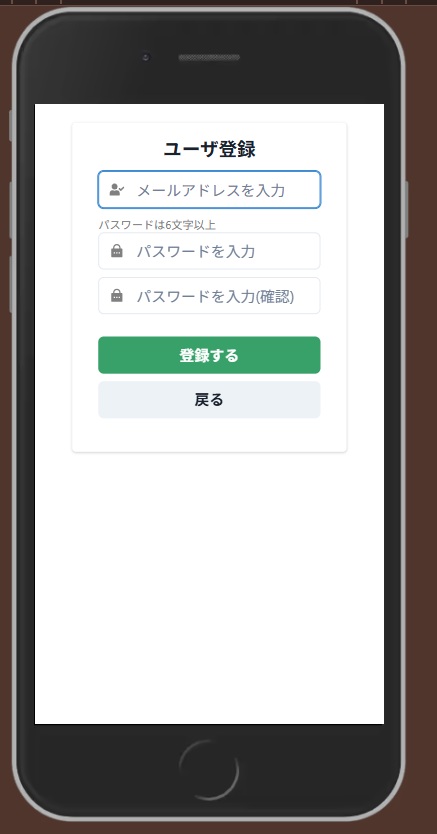 ユーザ登録
メールアドレスを入力
パスワードは6文字以上
パスワードを入力
パスワードを入力(確認)
登録する
戻る